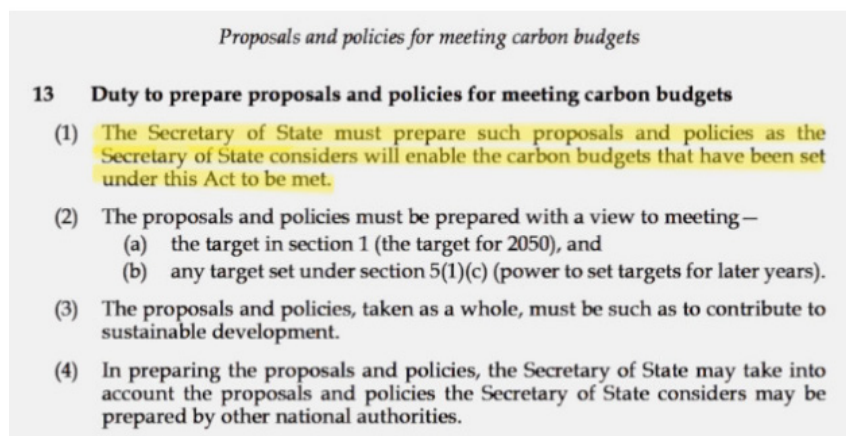 Proposals and policies for meeting carbon budgets
13 Duty to prepare proposals and policies for meeting carbon budgets
(1) The Secretary of State must prepare such proposals and policies as the
Secretary of State considers will enable the carbon budgets that have been set
under this Act to be met.
(2) The proposals and policies must be prepared with a view to meeting—
(a) the target in section 1 (the target for 2050), and
(b) any target set under section 5(1)(c) (power to set targets for later years).
(3) The proposals and policies, taken as a whole, must be such as to contribute to
sustainable development.
(4) In preparing the proposals and policies, the Secretary of State may take into
account the proposals and policies the Secretary of State considers may be
prepared by other national authorities.